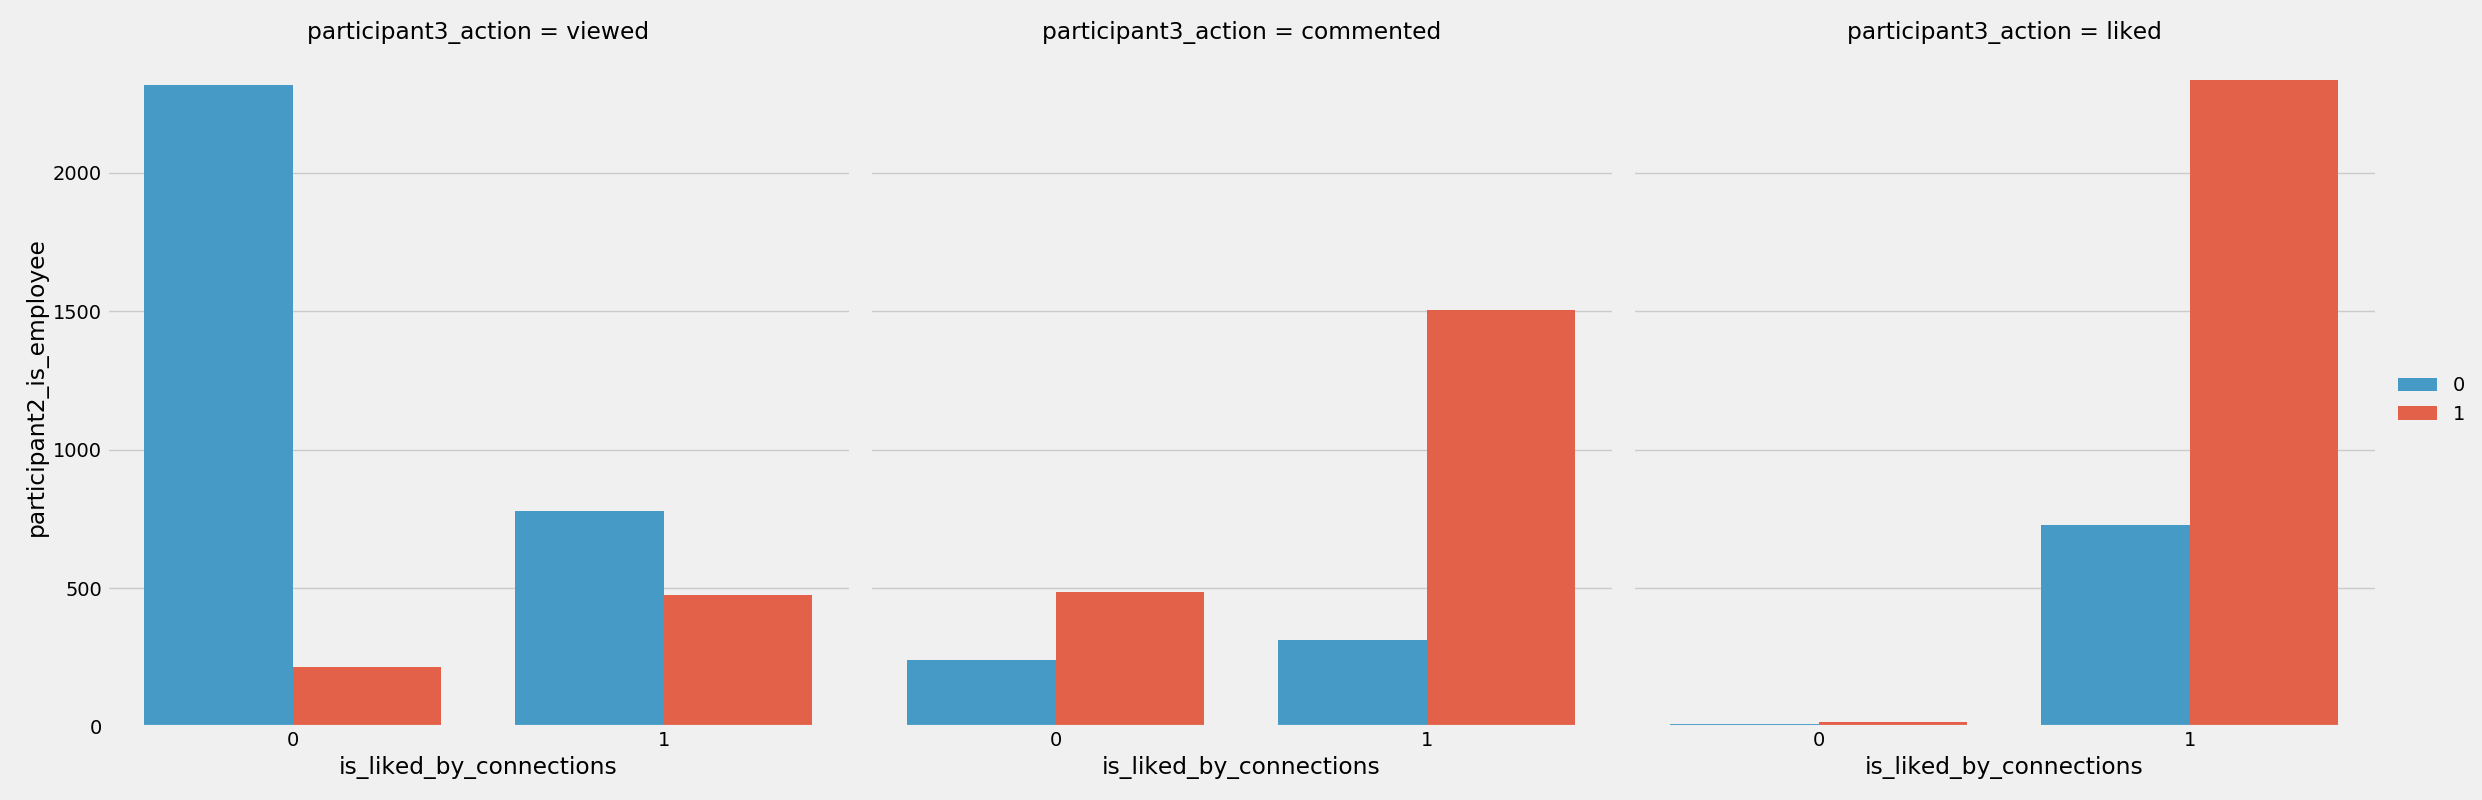 participant3_action = viewed
participant3_action = commented
participant3_action = liked
participant2_is_employee
2000
1500
1000
500
0
0 1
is_liked_by_connections
0 1
is_liked_by_connections
0 1
is_liked_by_connections
0
1